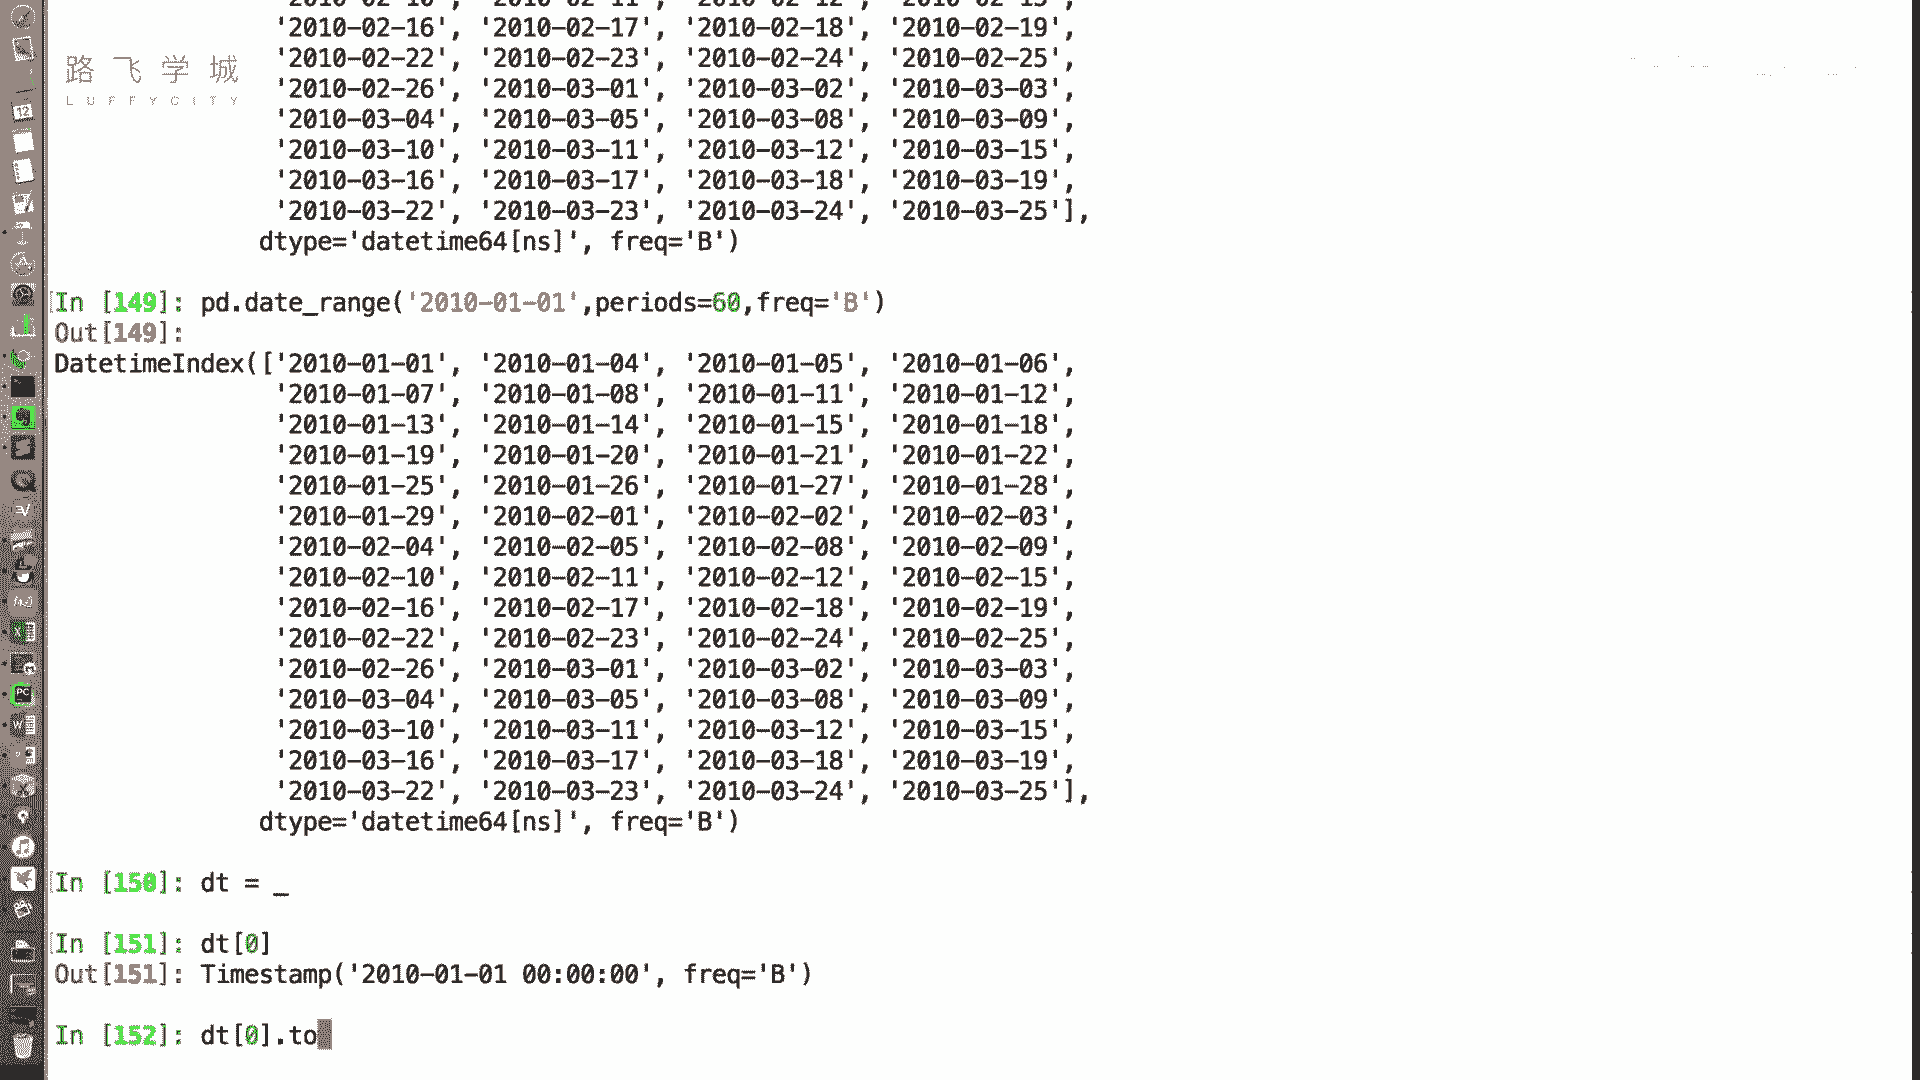 '2010-02-10', '2010-02-11', '2010-02-12', '2010-02-15',
'2010-02-16', '2010-02-17', '2010-02-18', '2010-02-19',
'2010-02-22', '2010-02-23', '2010-02-24', '2010-02-25',
路飞学城
LUFFYCITY
'2010-02-26', '2010-03-01', '2010-03-02', '2010-03-03',
'2010-03-04', '2010-03-05', '2010-03-08', '2010-03-09',
'2010-03-10', '2010-03-11', '2010-03-12', '2010-03-15',
'2010-03-16', '2010-03-17', '2010-03-18', '2010-03-19',
'2010-03-22', '2010-03-23', '2010-03-24', '2010-03-25'],
dtype='datetime64[ns]', freq='B')
In [149]: pd.date_range('2010-01-01',periods=60,freq='B')
Out[149]:
DatetimeIndex(['2010-01-01', '2010-01-04', '2010-01-05', '2010-01-06',
'2010-01-07', '2010-01-08', '2010-01-11', '2010-01-12',
'2010-01-13', '2010-01-14', '2010-01-15', '2010-01-18',
'2010-01-19', '2010-01-20', '2010-01-21', '2010-01-22',
'2010-01-25', '2010-01-26', '2010-01-27', '2010-01-28',
'2010-01-29', '2010-02-01', '2010-02-02', '2010-02-03',
'2010-02-04', '2010-02-05', '2010-02-08', '2010-02-09',
'2010-02-10', '2010-02-11', '2010-02-12', '2010-02-15',
'2010-02-16', '2010-02-17', '2010-02-18', '2010-02-19',
'2010-02-22', '2010-02-23', '2010-02-24', '2010-02-25',
'2010-02-26', '2010-03-01', '2010-03-02', '2010-03-03',
'2010-03-04', '2010-03-05', '2010-03-08', '2010-03-09',
'2010-03-10', '2010-03-11', '2010-03-12', '2010-03-15',
'2010-03-16', '2010-03-17', '2010-03-18', '2010-03-19',
'2010-03-22', '2010-03-23', '2010-03-24', '2010-03-25'],
dtype='datetime64[ns]', freq='B')
In [150]: dt = _
In [151]: dt[0]
Out[151]: Timestamp('2010-01-01 00:00:00', freq='B')
In [152]: dt[0].to